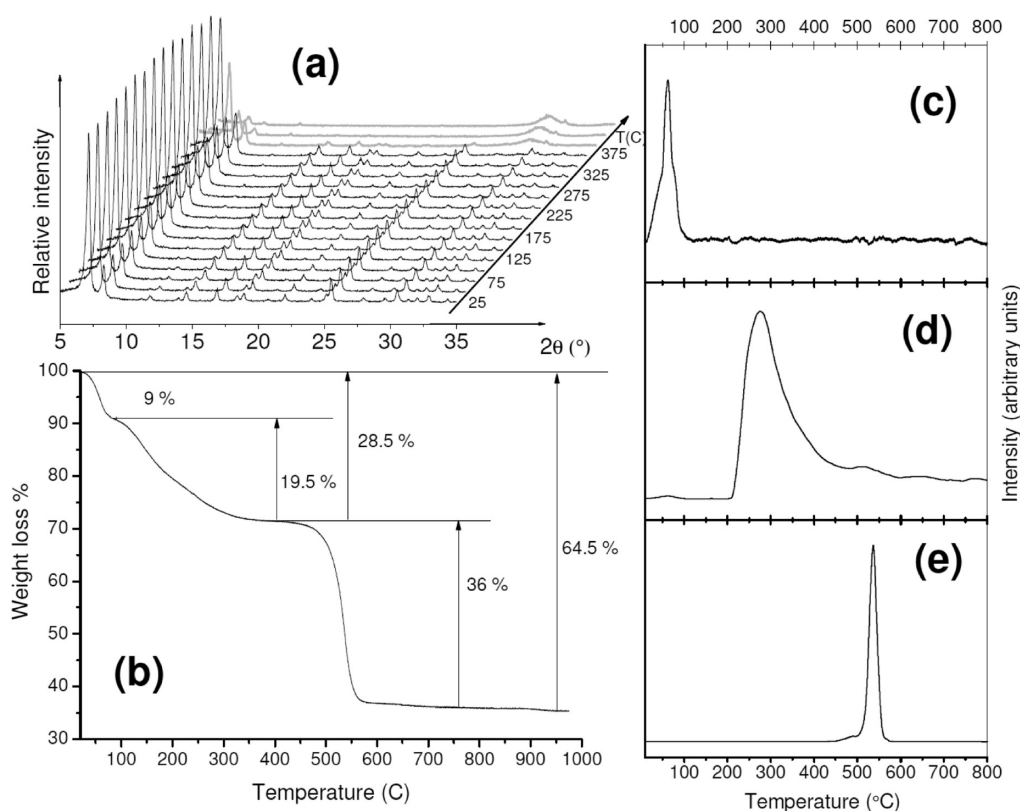 (a)
Relative intensity
T(C)
375
325
275
225
175
125
75
25
5 10 15 20 25 30 35
2θ (°)
100
90
80
70
60
50
40
30
Weight loss %
9 %
19.5 %
28.5 %
36 %
64.5 %
(b)
100 200 300 400 500 600 700 800 900 1000
Temperature (C)
100 200 300 400 500 600 700 800
(c)
(d)
(e)
Intensity (arbitrary units)
100 200 300 400 500 600 700 800
Temperature (°C)